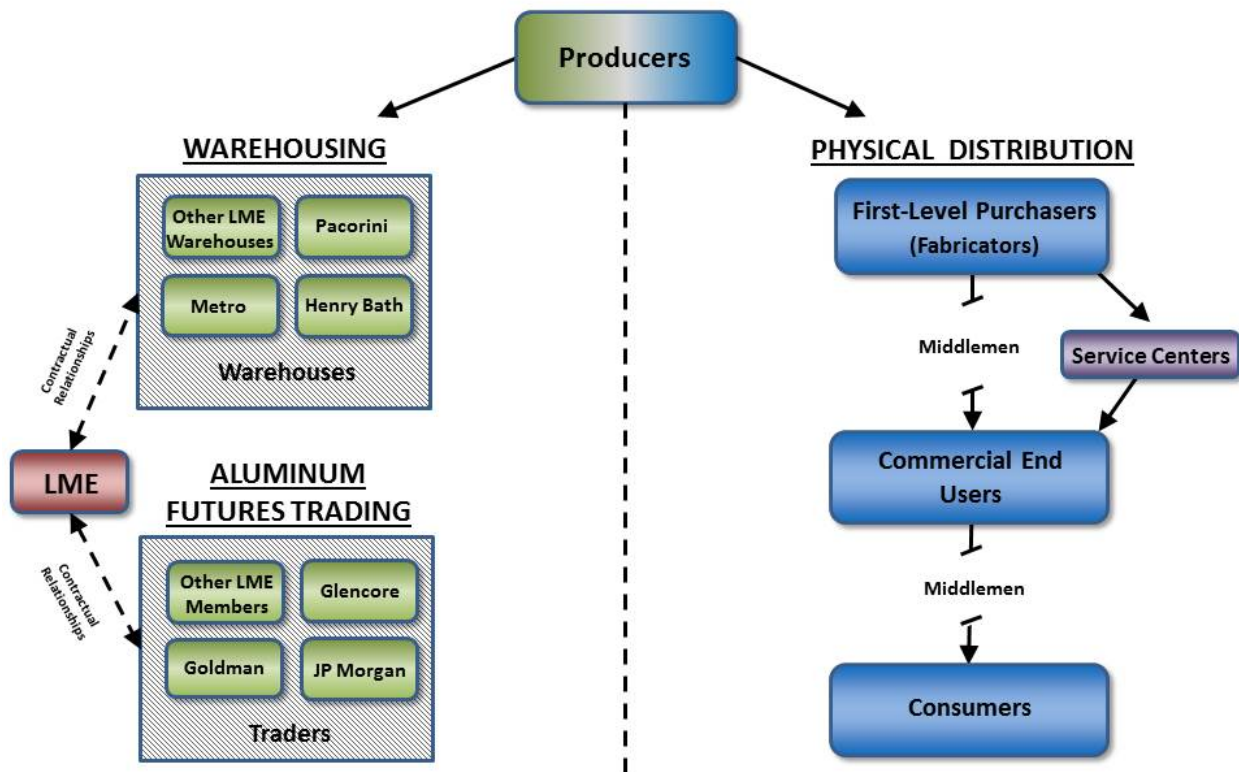 Producers
WAREHOUSING
Other LME
Warehouses
Pacorini
Metro
Henry Bath
Warehouses
Contractual
Relationships
LME
Contractual
Relationships
ALUMINUM
FUTURES TRADING
Other LME
Members
Glencore
Goldman
JP Morgan
Traders
PHYSICAL DISTRIBUTION
First-Level Purchasers
(Fabricators)
Middlemen
Service Centers
Commercial End
Users
Middlemen
Consumers